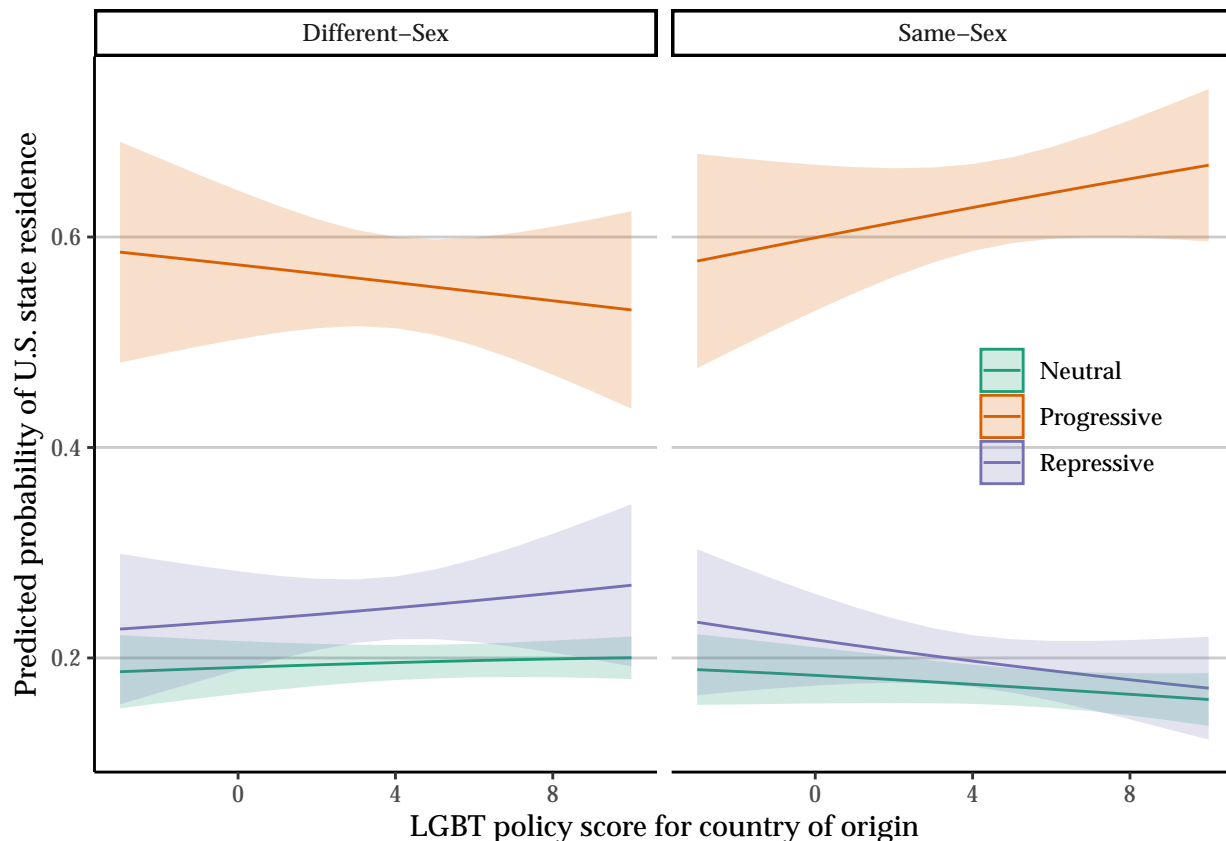 Different−Sex
Same−Sex
Predicted probability of U.S. state residence
0.6
0.4
0.2
Neutral
Progressive
Repressive
0
4
8
0
4
8
LGBT policy score for country of origin